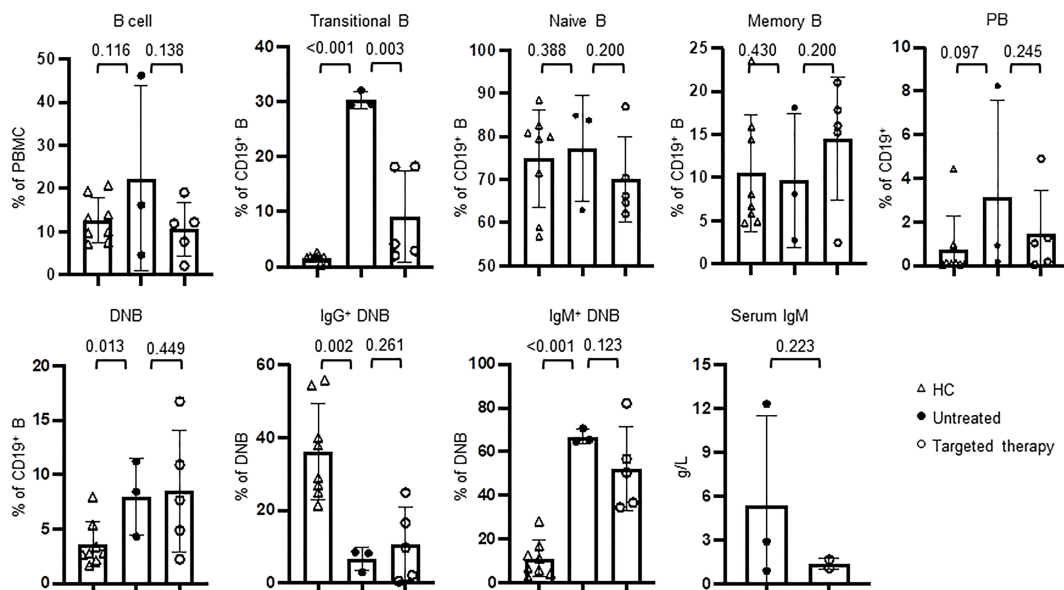 B cell
0.116 0.138
% of PBMC
50
40
30
20
10
0
Transitional B
<0.001 0.003
% of CD19⁺ B
40
30
20
10
0
Naive B
0.388 0.200
% of CD19⁺ B
100
90
80
70
60
50
Memory B
0.430 0.200
% of CD19⁺ B
25
20
15
10
5
0
PB
0.097 0.245
% of CD19⁺
10
8
6
4
2
0
DNB
0.013 0.449
% of CD19⁺ B
20
15
10
5
0
IgG⁺ DNB
0.002 0.261
% of DNB
60
40
20
0
IgM⁺ DNB
<0.001 0.123
% of DNB
100
80
60
40
20
0
Serum IgM
0.223
g/L
15
12
9
6
3
0
HC
Untreated
Targeted therapy